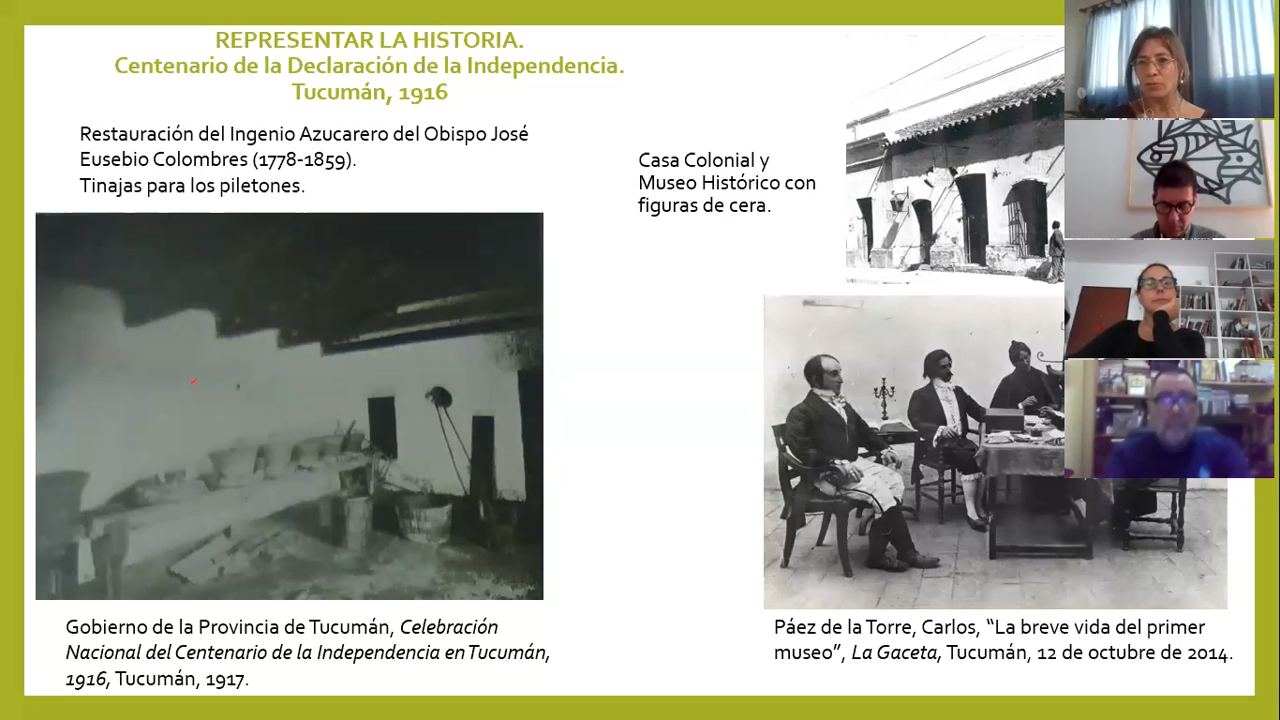 REPRESENTAR LA HISTORIA.
Centenario de la Declaración de la Independencia.
Tucumán, 1916
Restauración del Ingenio Azucarero del Obispo José
Eusebio Colombres (1778-1859).
Tinajas para los piletones.
Casa Colonial y
Museo Histórico con
figuras de cera.
Gobierno de la Provincia de Tucumán, Celebración
Nacional del Centenario de la Independencia en Tucumán,
1916, Tucumán, 1917.
Páez de la Torre, Carlos, “La breve vida del primer
museo”, La Gaceta, Tucumán, 12 de octubre de 2014.